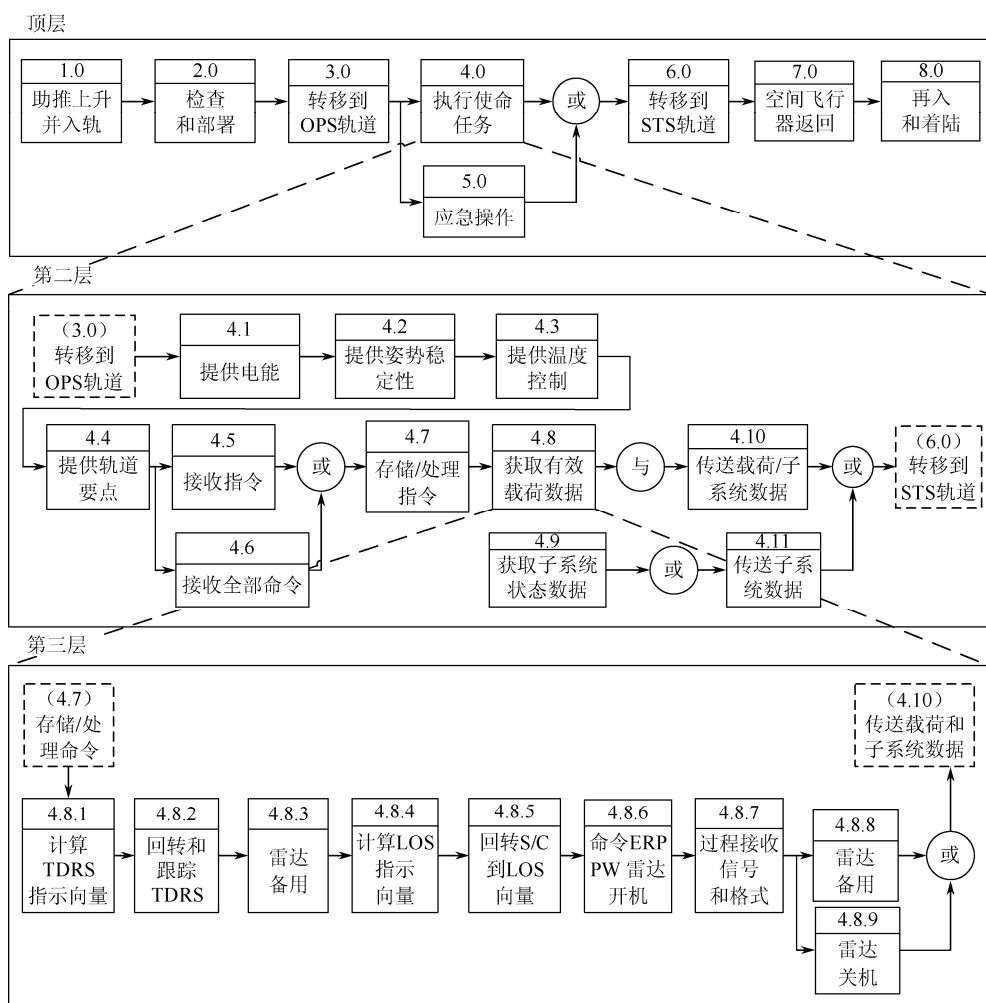 顶层
1.0
助推上升
并入轨
2.0
检查
和部署
3.0
转移到
OPS轨道
4.0
执行使命
任务
或
6.0
转移到
STS轨道
7.0
空间飞行
器返回
8.0
再入
和着陆
5.0
应急操作
第二层
（3.0）
转移到
OPS轨道
4.1
提供电能
4.2
提供姿势稳
定性
4.3
提供温度
控制
4.4
提供轨道
要点
4.5
接收指令
或
4.7
存储/处理
指令
4.8
获取有效
载荷数据
与
4.10
传送载荷/子
系统数据
或
(6.0)
转移到
STS轨道
4.6
接收全部命令
4.9
获取子系统
状态数据
或
4.11
传送子系
统数据
第三层
（4.7）
存储/处
理命令
（4.10）
传送载荷和
子系统数据
4.8.1
计算
TDRS
指示向量
4.8.2
回转和
跟踪
TDRS
4.8.3
雷达
备用
4.8.4
计算LOS
指示
向量
4.8.5
回转S/C
到LOS
向量
4.8.6
命令ERP
PW 雷达
开机
4.8.7
过程接收
信号
和格式
4.8.8
雷达
备用
或
4.8.9
雷达
关机